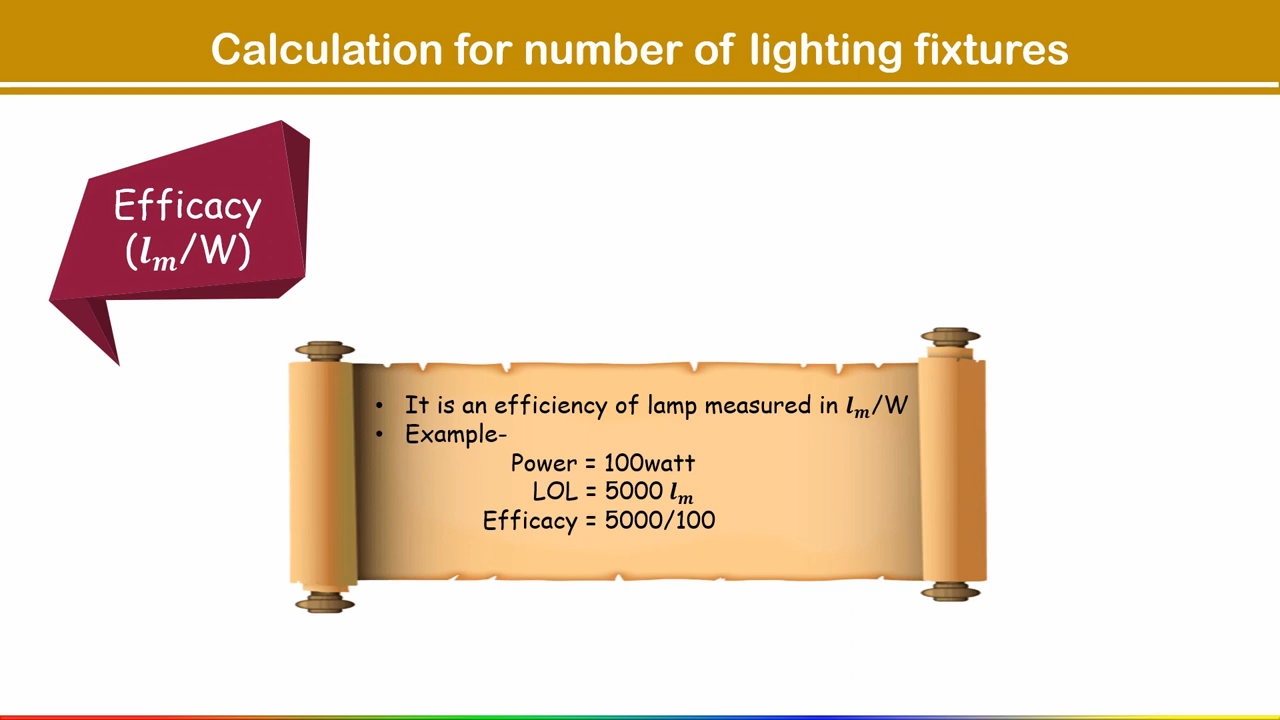 Calculation for number of lighting fixtures
Efficacy
(lₘ/W)
• It is an efficiency of lamp measured in lₘ/W
• Example-
Power = 100watt
LOL = 5000 lₘ
Efficacy = 5000/100